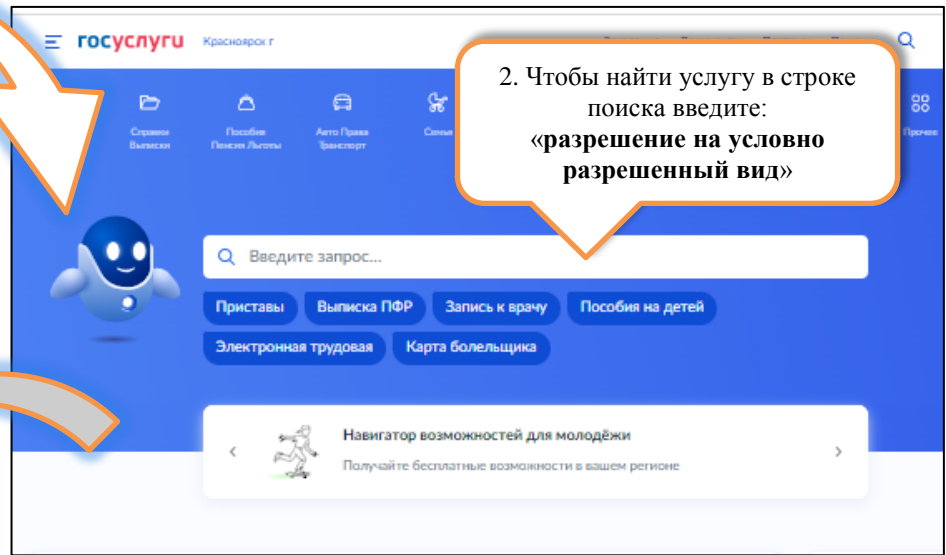 госуслуги Красноярск г
2. Чтобы найти услугу в строке
поиска введите:
«разрешение на условно
разрешенный вид»
Справки
Выписки
Пособия
Пенсия Льготы
Авто Права
Транспорт
Семья
Прочее
Введите запрос...
Приставы
Выписка ПФР
Запись к врачу
Пособия на детей
Электронная трудовая
Карта болельщика
Навигатор возможностей для молодёжи
Получайте бесплатные возможности в вашем регионе